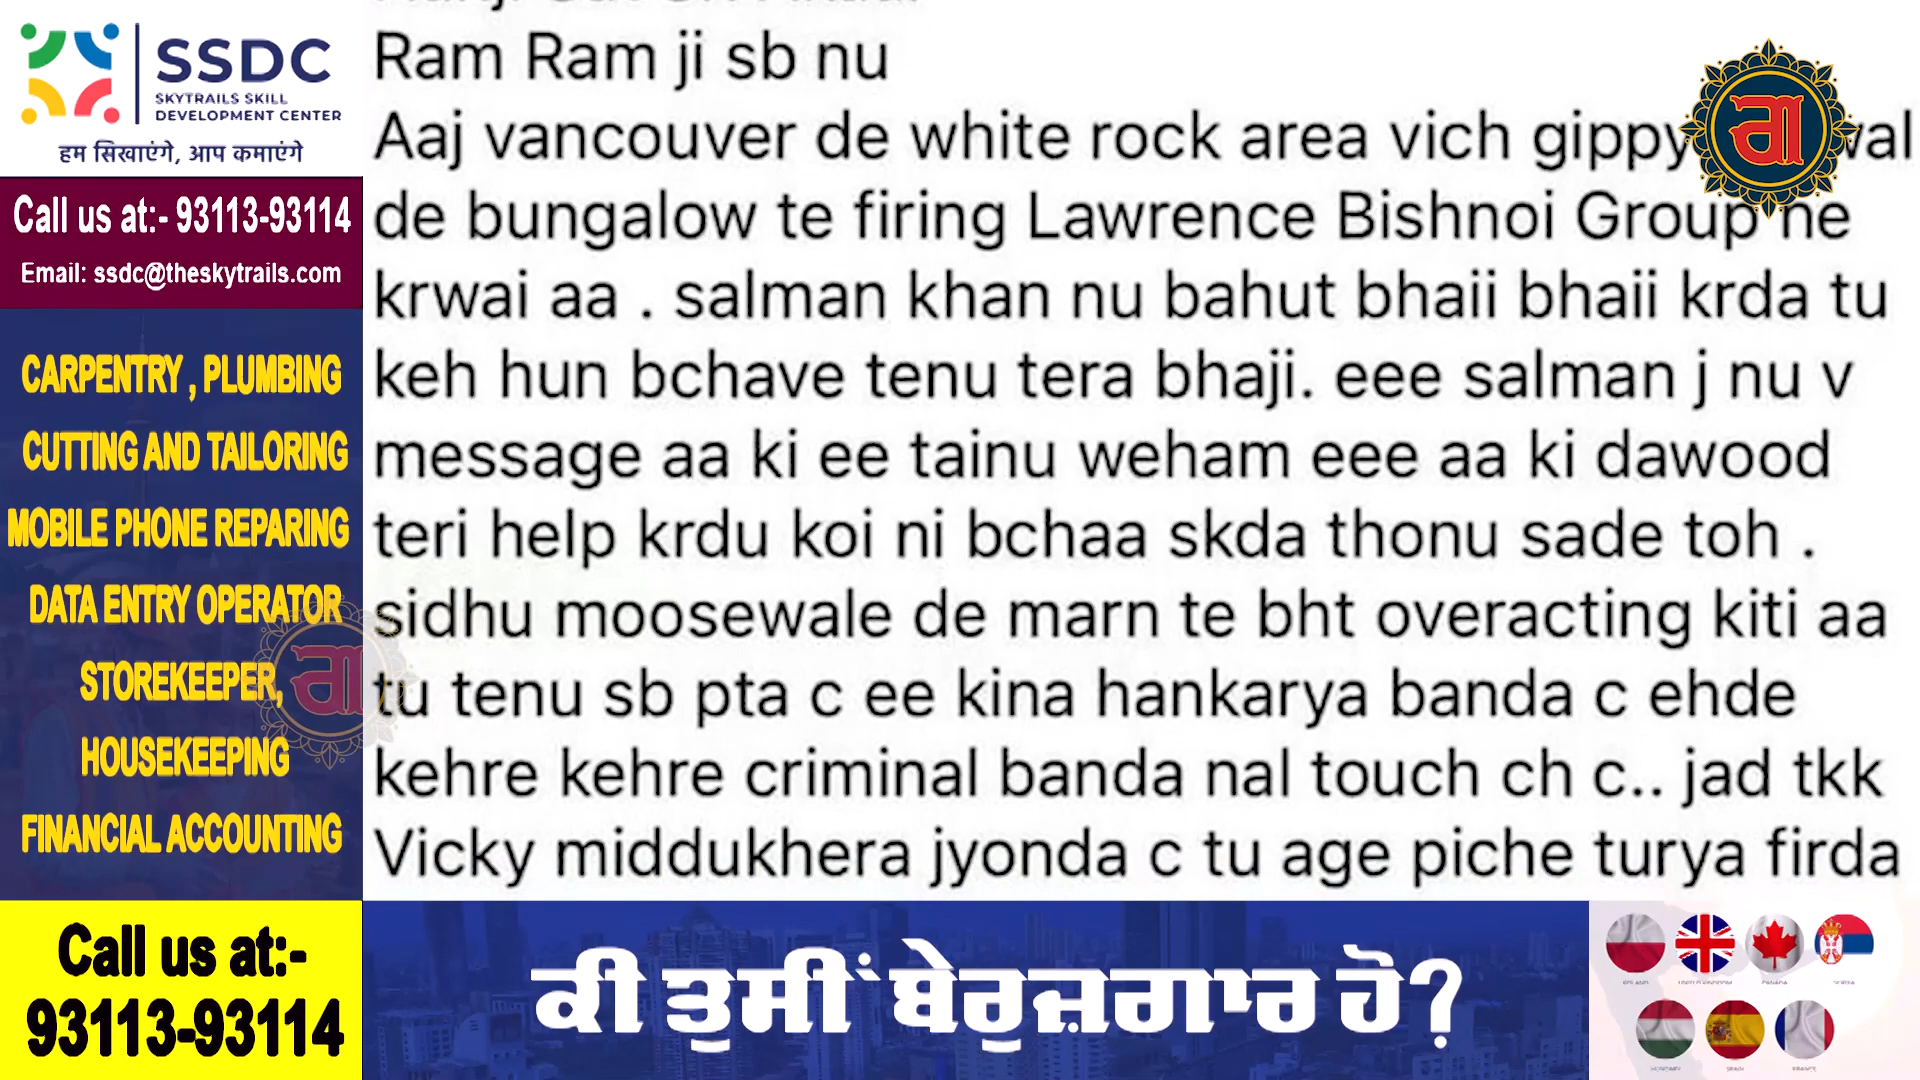 SSDC
SKYTRAILS SKILL
DEVELOPMENT CENTER
हम सिखाएंगे, आप कमाएंगे
Call us at:- 93113-93114
Email: ssdc@theskytrails.com
CARPENTRY , PLUMBING
CUTTING AND TAILORING
MOBILE PHONE REPARING
DATA ENTRY OPERATOR
STOREKEEPER,
HOUSEKEEPING
FINANCIAL ACCOUNTING
Call us at:-
93113-93114
Ram Ram ji sb nu
Aaj vancouver de white rock area vich gippy
de bungalow te firing Lawrence Bishnoi Group ne
krwai aa . salman khan nu bahut bhaii bhaii krda tu
keh hun bchave tenu tera bhaji. eee salman j nu v
message aa ki ee tainu weham eee aa ki dawood
teri help krdu koi ni bchaa skda thonu sade toh .
sidhu moosewale de marn te bht overacting kiti aa
tu tenu sb pta c ee kina hankarya banda c ehde
kehre kehre criminal banda nal touch ch c.. jad tkk
Vicky middukhera jyonda c tu age piche turya firda
ਕੀ ਤੁਸੀਂ ਬੇਰੁਜ਼ਗਾਰ ਹੋ?